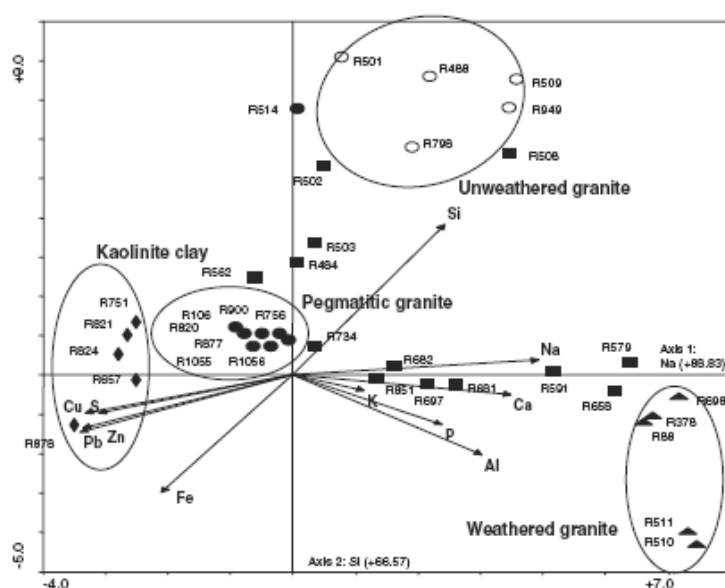 +9.0
R501
R488
R509
R949
R514
R798
R508
R502
Unweathered granite
Si
R503
Kaolinite clay
R484
R562
R751
R106
R900
R756
Pegmatitic granite
R821
R820
R734
R824
R877
R682
Na
R579
Axis 1:
Na (+88.83)
R1055
R1056
R857
R851
R697
R681
R591
R658
R698
Cu
S
K
Ca
R378
R878
Pb
Zn
P
R88
Al
Fe
Weathered granite
R511
R510
-5.0
Axis 2: Si (+66.57)
-4.0
+7.0